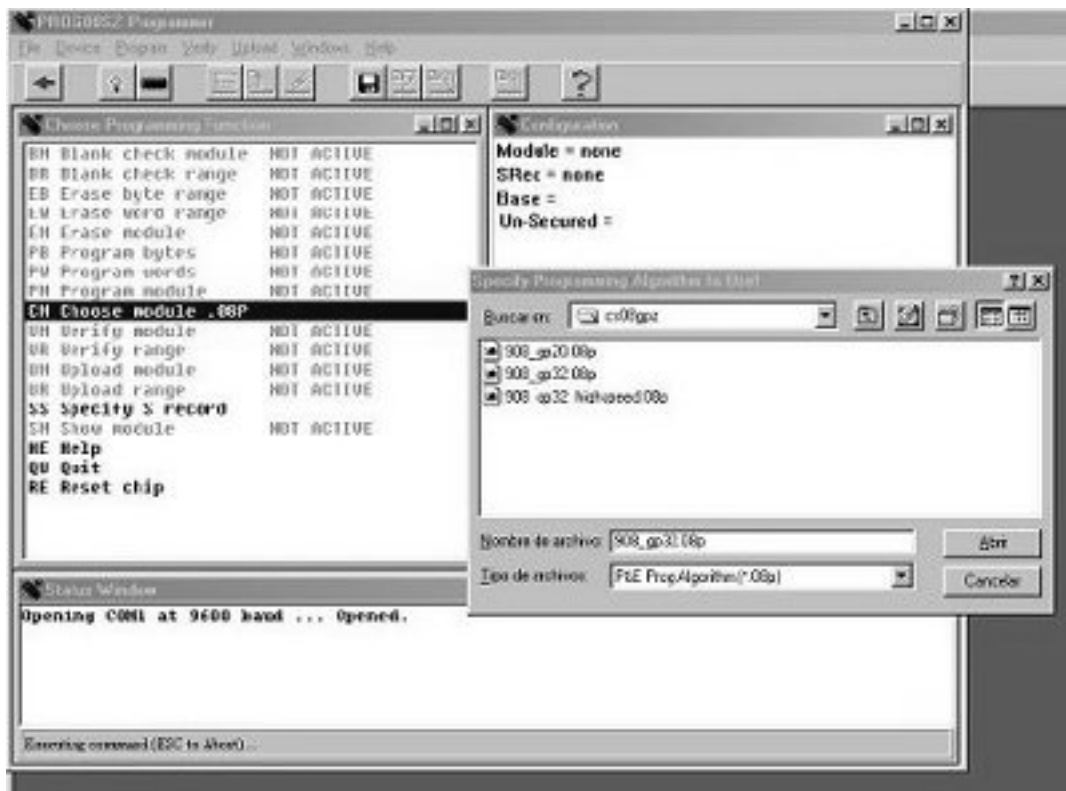 PROG08SZ Programmer
File Device Program Verify Upload Windows Help
Choose Programming Function
BM Blank check module NOT ACTIVE
BR Blank check range NOT ACTIVE
EB Erase byte range NOT ACTIVE
EW Erase word range NOT ACTIVE
EM Erase module NOT ACTIVE
PB Program bytes NOT ACTIVE
PW Program words NOT ACTIVE
PM Program module NOT ACTIVE
CM Choose module .08P
VM Verify module NOT ACTIVE
VR Verify range NOT ACTIVE
UM Upload module NOT ACTIVE
UR Upload range NOT ACTIVE
SS Specify S record
SM Show module NOT ACTIVE
HE Help
QU Quit
RE Reset chip
Configuration
Module = none
SRec = none
Base =
Un-Secured =
Specify Programming Algorithm to Use!
Buscar en:
908_gp20.08p
908_gp32.08p
908_gp32_highspeed.08p
Nombre de archivo: 908_gp32.08p
Abrir
Tipo de archivos: P&E Prog Algorithm(*.08p)
Cancelar
Status Window
Opening COM1 at 9600 baud ... Opened.
Executing command (ESC to Abort)...